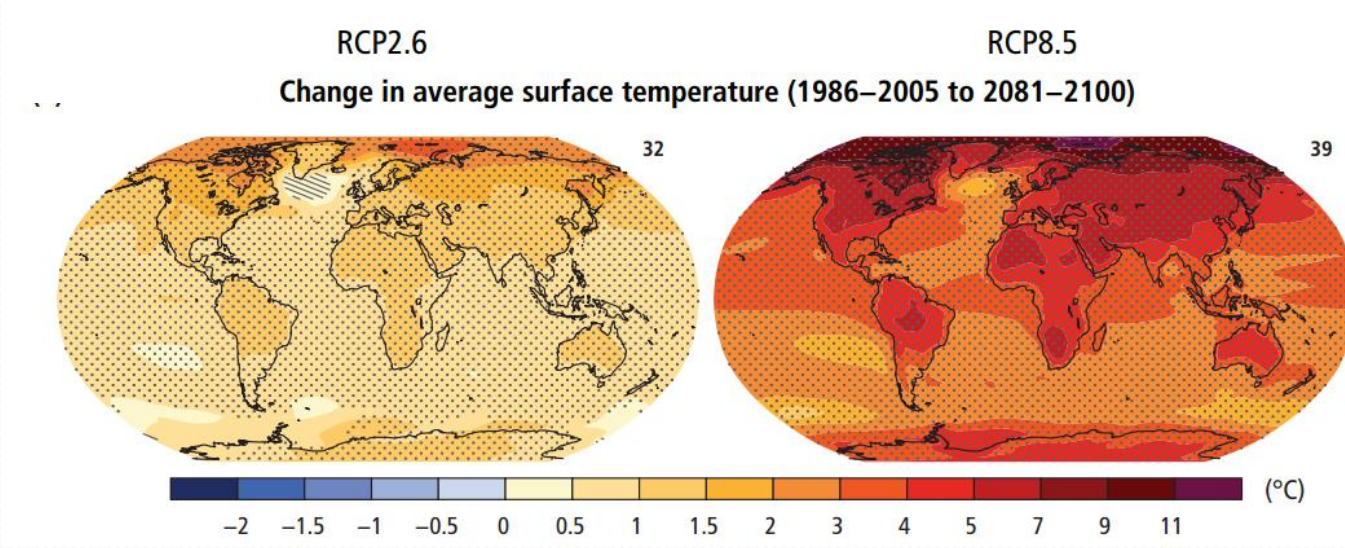 RCP2.6 RCP8.5
Change in average surface temperature (1986–2005 to 2081–2100)
32 39
(°C)
−2 −1.5 −1 −0.5 0 0.5 1 1.5 2 3 4 5 7 9 11